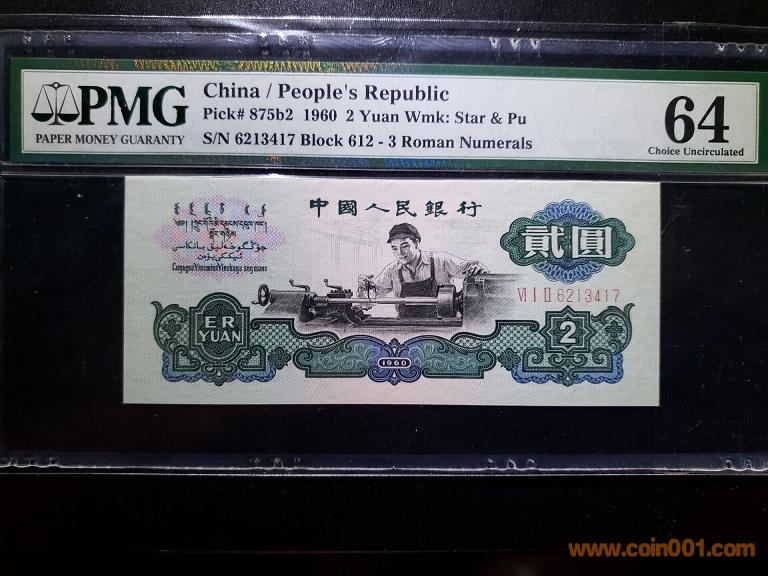 PMG
PAPER MONEY GUARANTY
China / People's Republic
Pick# 875b2 1960 2 Yuan Wmk: Star & Pu
S/N 6213417 Block 612 - 3 Roman Numerals
64
Choice Uncirculated
中國人民銀行
貳圓
VI I II 6213417
ER
YUAN
1960
2
www.coin001.com